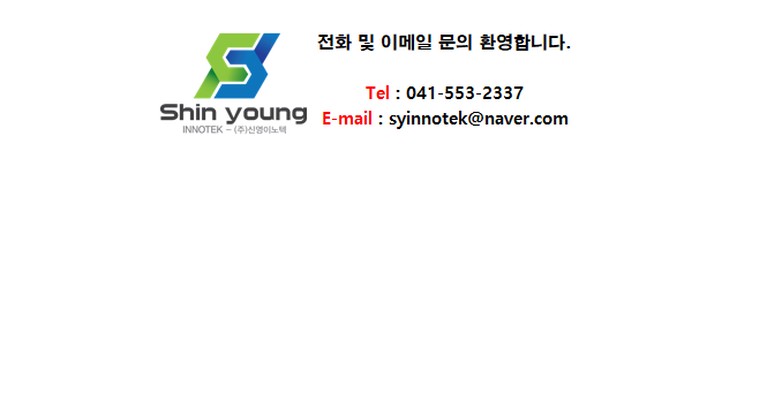 전화 및 이메일 문의 환영합니다.
Tel : 041-553-2337
E-mail : syinnotek@naver.com
Shin young
INNOTEK - (주)신영이노텍